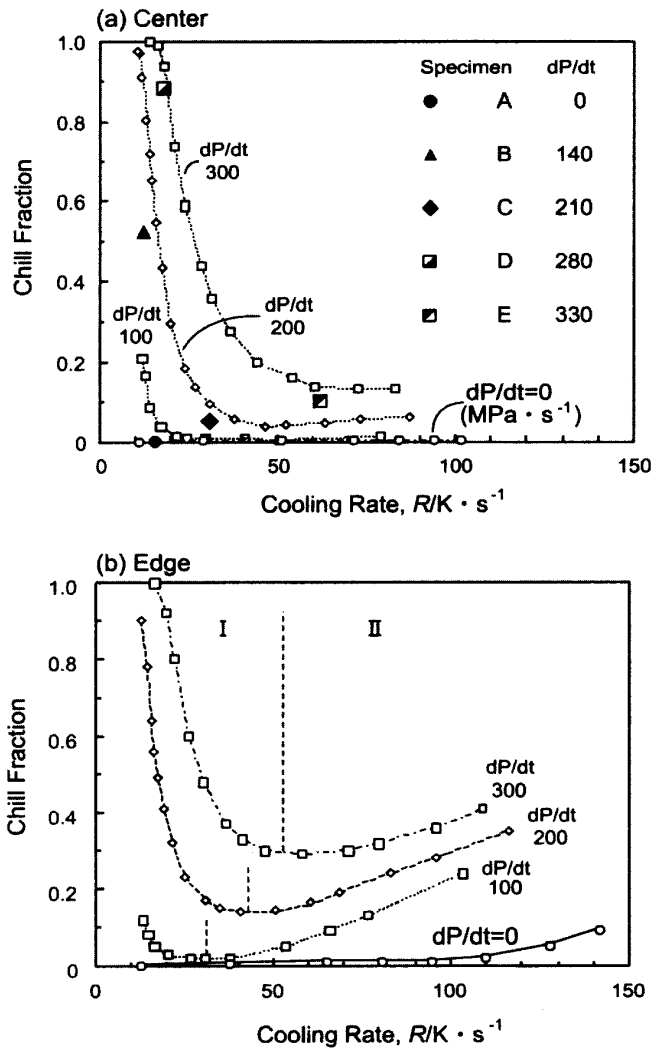 (a) Center
1.0
0.8
0.6
0.4
0.2
0
Chill Fraction
Specimen dP/dt
A 0
B 140
C 210
D 280
E 330
dP/dt
300
dP/dt
100
dP/dt
200
dP/dt=0
(MPa・s⁻¹)
0 50 100 150
Cooling Rate, R/K・s⁻¹
(b) Edge
1.0
0.8
0.6
0.4
0.2
0
Chill Fraction
I II
dP/dt
300
dP/dt
200
dP/dt
100
dP/dt=0
0 50 100 150
Cooling Rate, R/K・s⁻¹